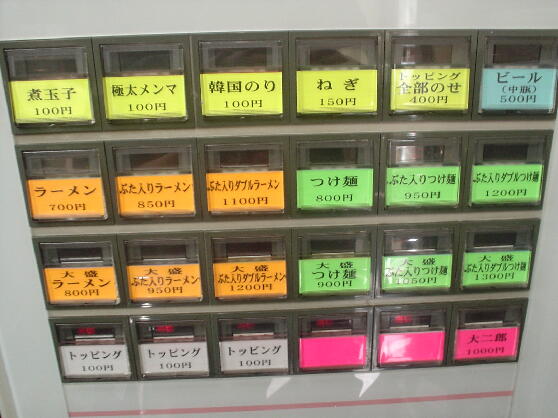 煮玉子
100円
極太メンマ
100円
韓国のり
100円
ねぎ
150円
トッピング
全部のせ
400円
ビール
(中瓶)
500円
ラーメン
700円
ぶた入りラーメン
850円
ぶた入りダブルラーメン
1100円
つけ麺
800円
ぶた入りつけ麺
950円
ぶた入りダブルつけ麺
1200円
大盛
ラーメン
800円
大盛
ぶた入りラーメン
950円
大盛
ぶた入りダブルラーメン
1200円
大盛
つけ麺
900円
大盛
ぶた入りつけ麺
1050円
大盛
ぶた入りダブルつけ麺
1300円
トッピング
100円
トッピング
100円
トッピング
100円
大二郎
1000円